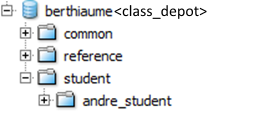 berthiaume<class_depot>
common
reference
student
andre_student